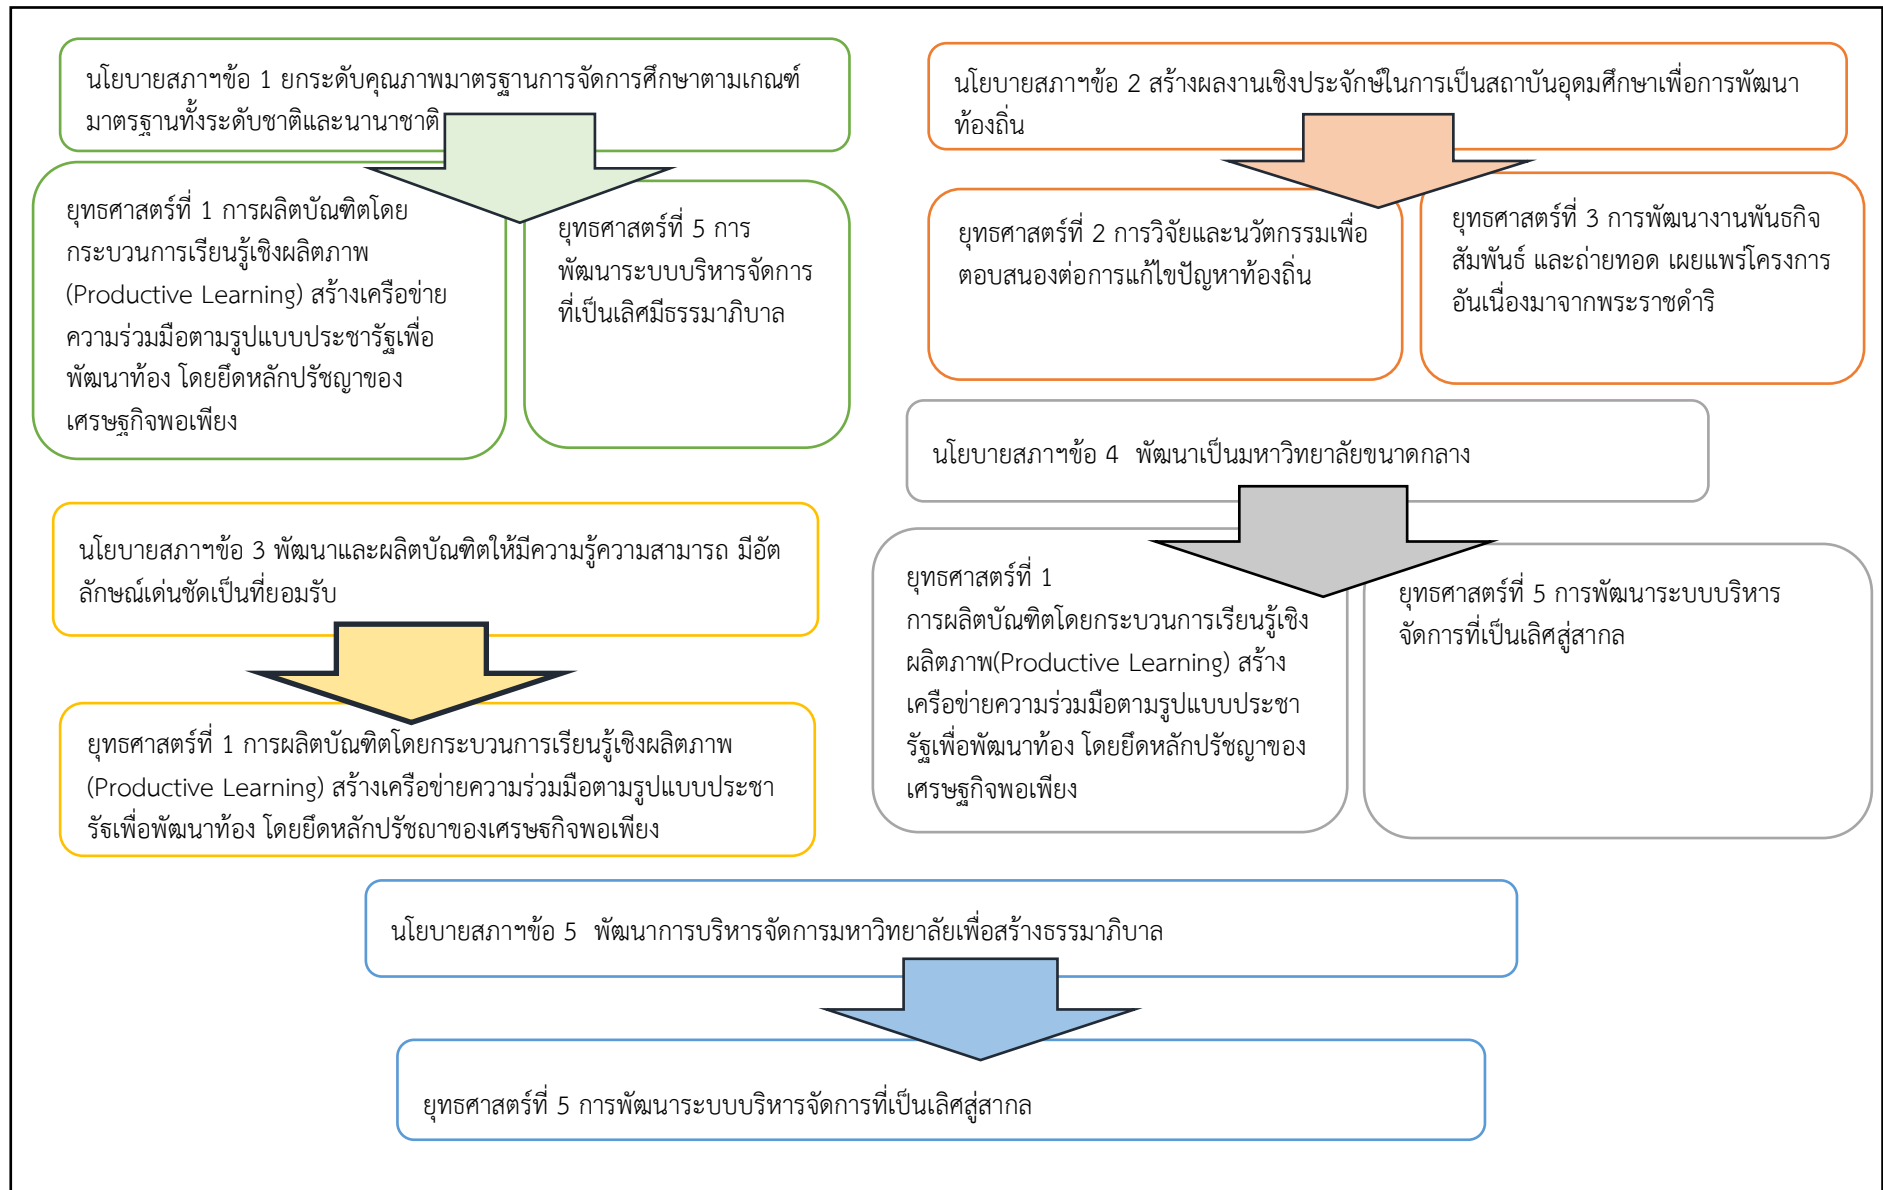 นโยบายสภาฯข้อ 1 ยกระดับคุณภาพมาตรฐานการจัดการศึกษาตามเกณฑ์
มาตรฐานทั้งระดับชาติและนานาชาติ
ยุทธศาสตร์ที่ 1 การผลิตบัณฑิตโดย
กระบวนการเรียนรู้เชิงผลิตภาพ
(Productive Learning) สร้างเครือข่าย
ความร่วมมือตามรูปแบบประชารัฐเพื่อ
พัฒนาท้อง โดยยึดหลักปรัชญาของ
เศรษฐกิจพอเพียง
ยุทธศาสตร์ที่ 5 การ
พัฒนาระบบบริหารจัดการ
ที่เป็นเลิศมีธรรมาภิบาล
นโยบายสภาฯข้อ 2 สร้างผลงานเชิงประจักษ์ในการเป็นสถาบันอุดมศึกษาเพื่อการพัฒนา
ท้องถิ่น
ยุทธศาสตร์ที่ 2 การวิจัยและนวัตกรรมเพื่อ
ตอบสนองต่อการแก้ไขปัญหาท้องถิ่น
ยุทธศาสตร์ที่ 3 การพัฒนางานพันธกิจ
สัมพันธ์ และถ่ายทอด เผยแพร่โครงการ
อันเนื่องมาจากพระราชดำริ
นโยบายสภาฯข้อ 3 พัฒนาและผลิตบัณฑิตให้มีความรู้ความสามารถ มีอัต
ลักษณ์เด่นชัดเป็นที่ยอมรับ
ยุทธศาสตร์ที่ 1 การผลิตบัณฑิตโดยกระบวนการเรียนรู้เชิงผลิตภาพ
(Productive Learning) สร้างเครือข่ายความร่วมมือตามรูปแบบประชา
รัฐเพื่อพัฒนาท้อง โดยยึดหลักปรัชญาของเศรษฐกิจพอเพียง
นโยบายสภาฯข้อ 4 พัฒนาเป็นมหาวิทยาลัยขนาดกลาง
ยุทธศาสตร์ที่ 1
การผลิตบัณฑิตโดยกระบวนการเรียนรู้เชิง
ผลิตภาพ(Productive Learning) สร้าง
เครือข่ายความร่วมมือตามรูปแบบประชา
รัฐเพื่อพัฒนาท้อง โดยยึดหลักปรัชญาของ
เศรษฐกิจพอเพียง
ยุทธศาสตร์ที่ 5 การพัฒนาระบบบริหาร
จัดการที่เป็นเลิศสู่สากล
นโยบายสภาฯข้อ 5 พัฒนาการบริหารจัดการมหาวิทยาลัยเพื่อสร้างธรรมาภิบาล
ยุทธศาสตร์ที่ 5 การพัฒนาระบบบริหารจัดการที่เป็นเลิศสู่สากล